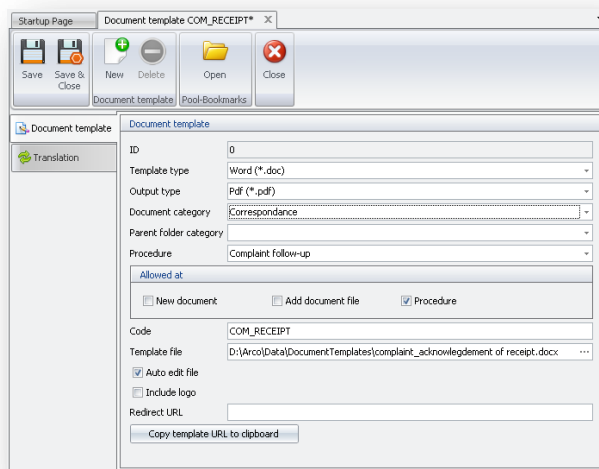 Startup Page
Document template COM_RECEIPT* X
Save
Save & Close
New
Delete
Open
Close
Document template
Pool-Bookmarks
Document template
Translation
Document template
ID 0
Template type Word (*.doc)
Output type Pdf (*.pdf)
Document category Correspondance
Parent folder category
Procedure Complaint follow-up
Allowed at
New document Add document file Procedure
Code COM_RECEIPT
Template file D:\Arco\Data\DocumentTemplates\complaint_acknowlegdement of receipt.docx ...
Auto edit file
Include logo
Redirect URL
Copy template URL to clipboard